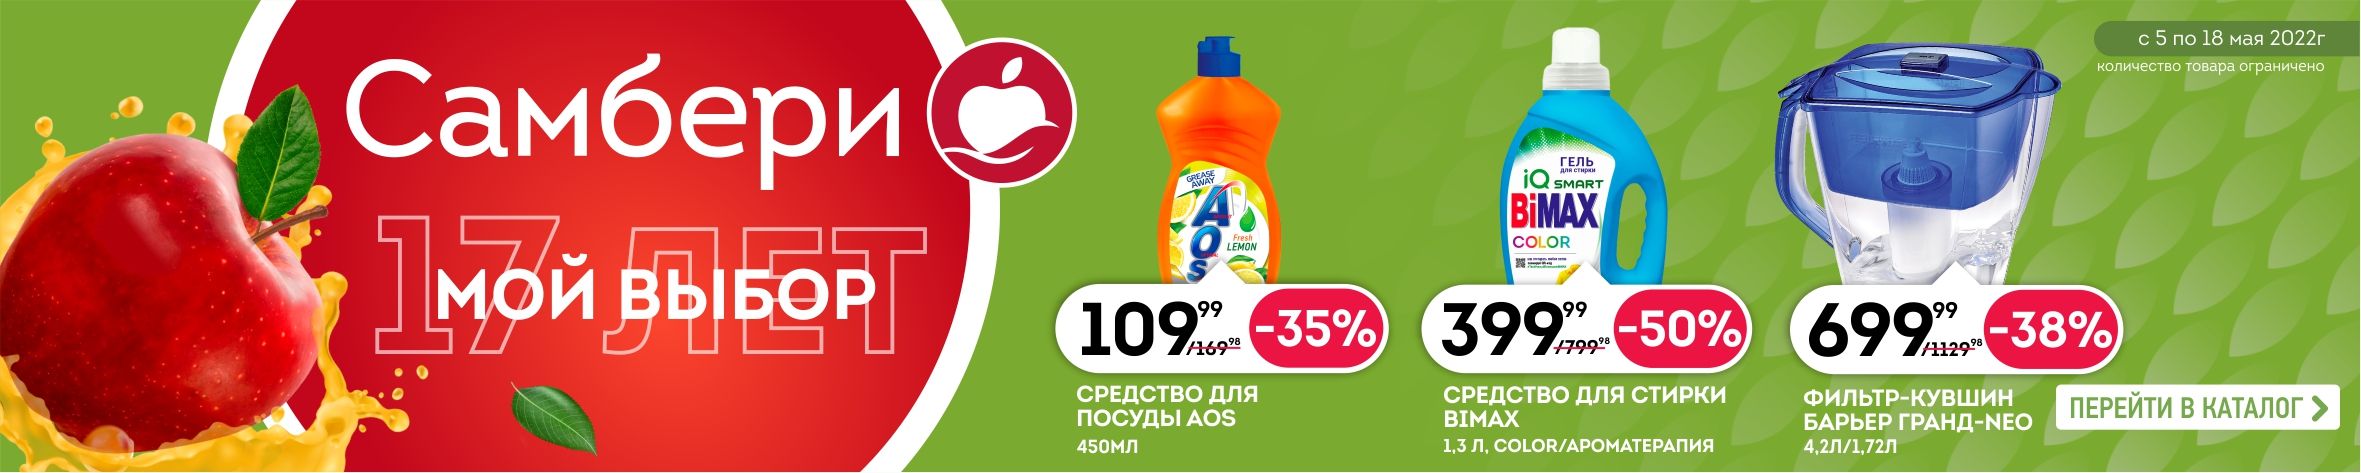 Самбери
17 ЛЕТ
МОЙ ВЫБОР
с 5 по 18 мая 2022г
количество товара ограничено
GREASE
AWAY
AOS
Fresh
LEMON
109 99
/169 98
-35%
СРЕДСТВО ДЛЯ
ПОСУДЫ AOS
450МЛ
ГЕЛЬ
для стирки
iQ SMART
BiMAX
COLOR
399 99
/799 98
-50%
СРЕДСТВО ДЛЯ СТИРКИ
BIMAX
1,3 Л, COLOR/АРОМАТЕРАПИЯ
699 99
/1129 98
-38%
ФИЛЬТР-КУВШИН
БАРЬЕР ГРАНД-NEO
4,2Л/1,72Л
ПЕРЕЙТИ В КАТАЛОГ